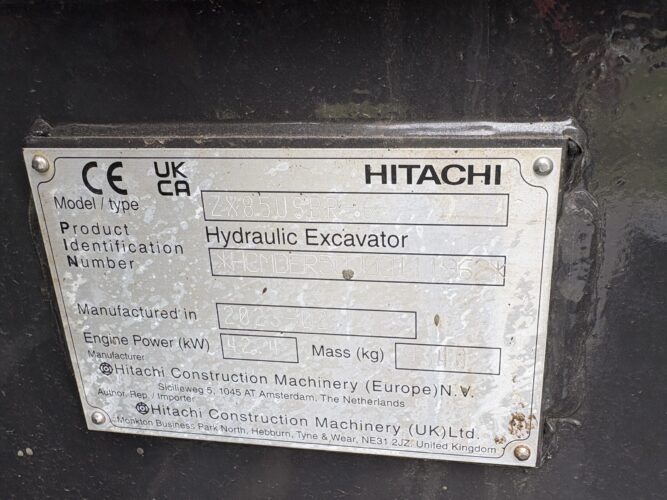 CE UK CA HITACHI
Model / type ZX85USBR
Product Identification Number
Hydraulic Excavator
Manufactured in 2023
Engine Power (kW) 42.4 Mass (kg)
Manufacturer
Hitachi Construction Machinery (Europe)N.V.
Sicilieweg 5, 1045 AT Amsterdam, The Netherlands
Author. Rep. / Importer
Hitachi Construction Machinery (UK)Ltd.
Monkton Business Park North, Hebburn, Tyne & Wear, NE31 2JZ. United Kingdom